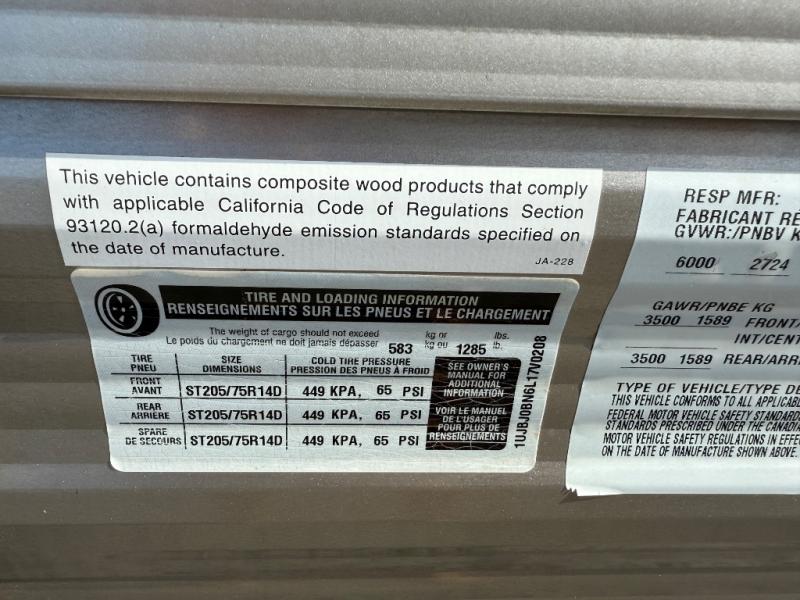 This vehicle contains composite wood products that comply
with applicable California Code of Regulations Section
93120.2(a) formaldehyde emission standards specified on
the date of manufacture.
JA-228
TIRE AND LOADING INFORMATION
RENSEIGNEMENTS SUR LES PNEUS ET LE CHARGEMENT
The weight of cargo should not exceed kg or lbs.
Le poids du chargement ne doit jamais dépasser 583 kg ou 1285 lb.
TIRE SIZE COLD TIRE PRESSURE
PNEU DIMENSIONS PRESSION DES PNEUS À FROID
FRONT
AVANT ST205/75R14D 449 KPA, 65 PSI
REAR
ARRIÈRE ST205/75R14D 449 KPA, 65 PSI
SPARE
DE SECOURS ST205/75R14D 449 KPA, 65 PSI
SEE OWNER'S
MANUAL FOR
ADDITIONAL
INFORMATION
VOIR LE MANUEL
DE L'USAGER
POUR PLUS DE
RENSEIGNEMENTS
1UJBJ0BN6L17V0208
RESP MFR:
FABRICANT RE
GVWR:/PNBV K
6000 2724
GAWR/PNBE KG
3500 1589 FRONT/
INT/CENT
3500 1589 REAR/ARRI
TYPE OF VEHICLE/TYPE DE
THIS VEHICLE CONFORMS TO ALL APPLICABL
FEDERAL MOTOR VEHICLE SAFETY STANDARD
STANDARDS PRESCRIBED UNDER THE CANADIA
MOTOR VEHICLE SAFETY REGULATIONS IN EFFE
ON THE DATE OF MANUFACTURE SHOWN ABOVE.